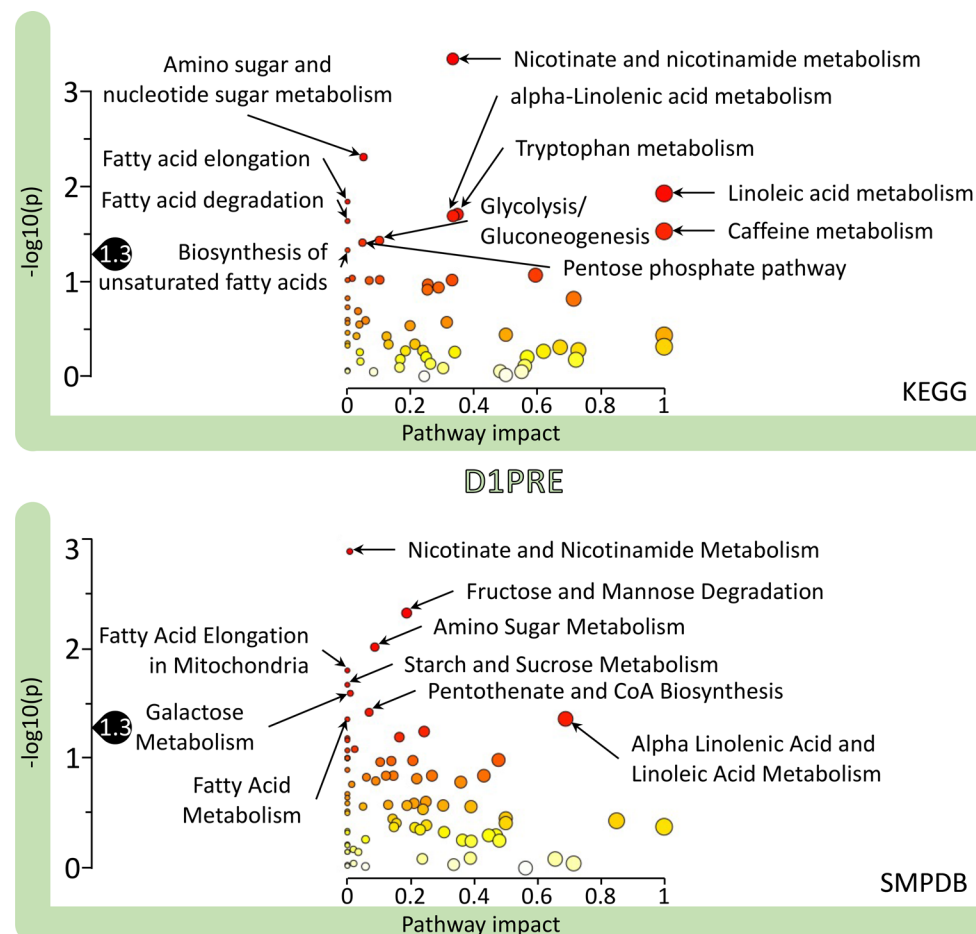 Amino sugar and
nucleotide sugar metabolism
Nicotinate and nicotinamide metabolism
alpha-Linolenic acid metabolism
Fatty acid elongation
Tryptophan metabolism
Fatty acid degradation
Linoleic acid metabolism
Glycolysis/
Gluconeogenesis
Caffeine metabolism
Biosynthesis of
unsaturated fatty acids
Pentose phosphate pathway
-log10(p)
3
2
1.3
1
0
0 0.2 0.4 0.6 0.8 1
KEGG
Pathway impact
D1PRE
-log10(p)
3
2
1.3
1
0
Nicotinate and Nicotinamide Metabolism
Fructose and Mannose Degradation
Amino Sugar Metabolism
Fatty Acid Elongation
in Mitochondria
Starch and Sucrose Metabolism
Pentothenate and CoA Biosynthesis
Galactose
Metabolism
Alpha Linolenic Acid and
Linoleic Acid Metabolism
Fatty Acid
Metabolism
SMPDB
0 0.2 0.4 0.6 0.8 1
Pathway impact